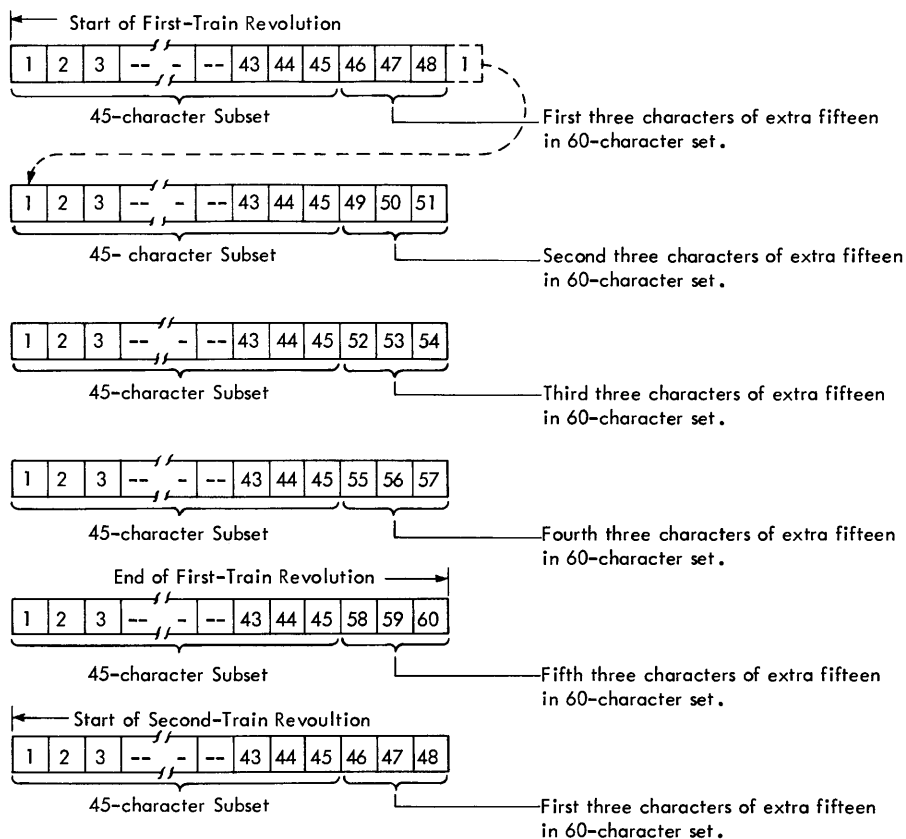 Start of First-Train Revolution
1 2 3 -- - -- 43 44 45 46 47 48 1
45-character Subset
First three characters of extra fifteen
in 60-character set.
1 2 3 -- - -- 43 44 45 49 50 51
45- character Subset
Second three characters of extra fifteen
in 60-character set.
1 2 3 -- - -- 43 44 45 52 53 54
45-character Subset
Third three characters of extra fifteen
in 60-character set.
1 2 3 -- - -- 43 44 45 55 56 57
45-character Subset
Fourth three characters of extra fifteen
in 60-character set.
End of First-Train Revolution
1 2 3 -- - -- 43 44 45 58 59 60
45-character Subset
Fifth three characters of extra fifteen
in 60-character set.
Start of Second-Train Revoultion
1 2 3 -- - -- 43 44 45 46 47 48
45-character Subset
First three characters of extra fifteen
in 60-character set.